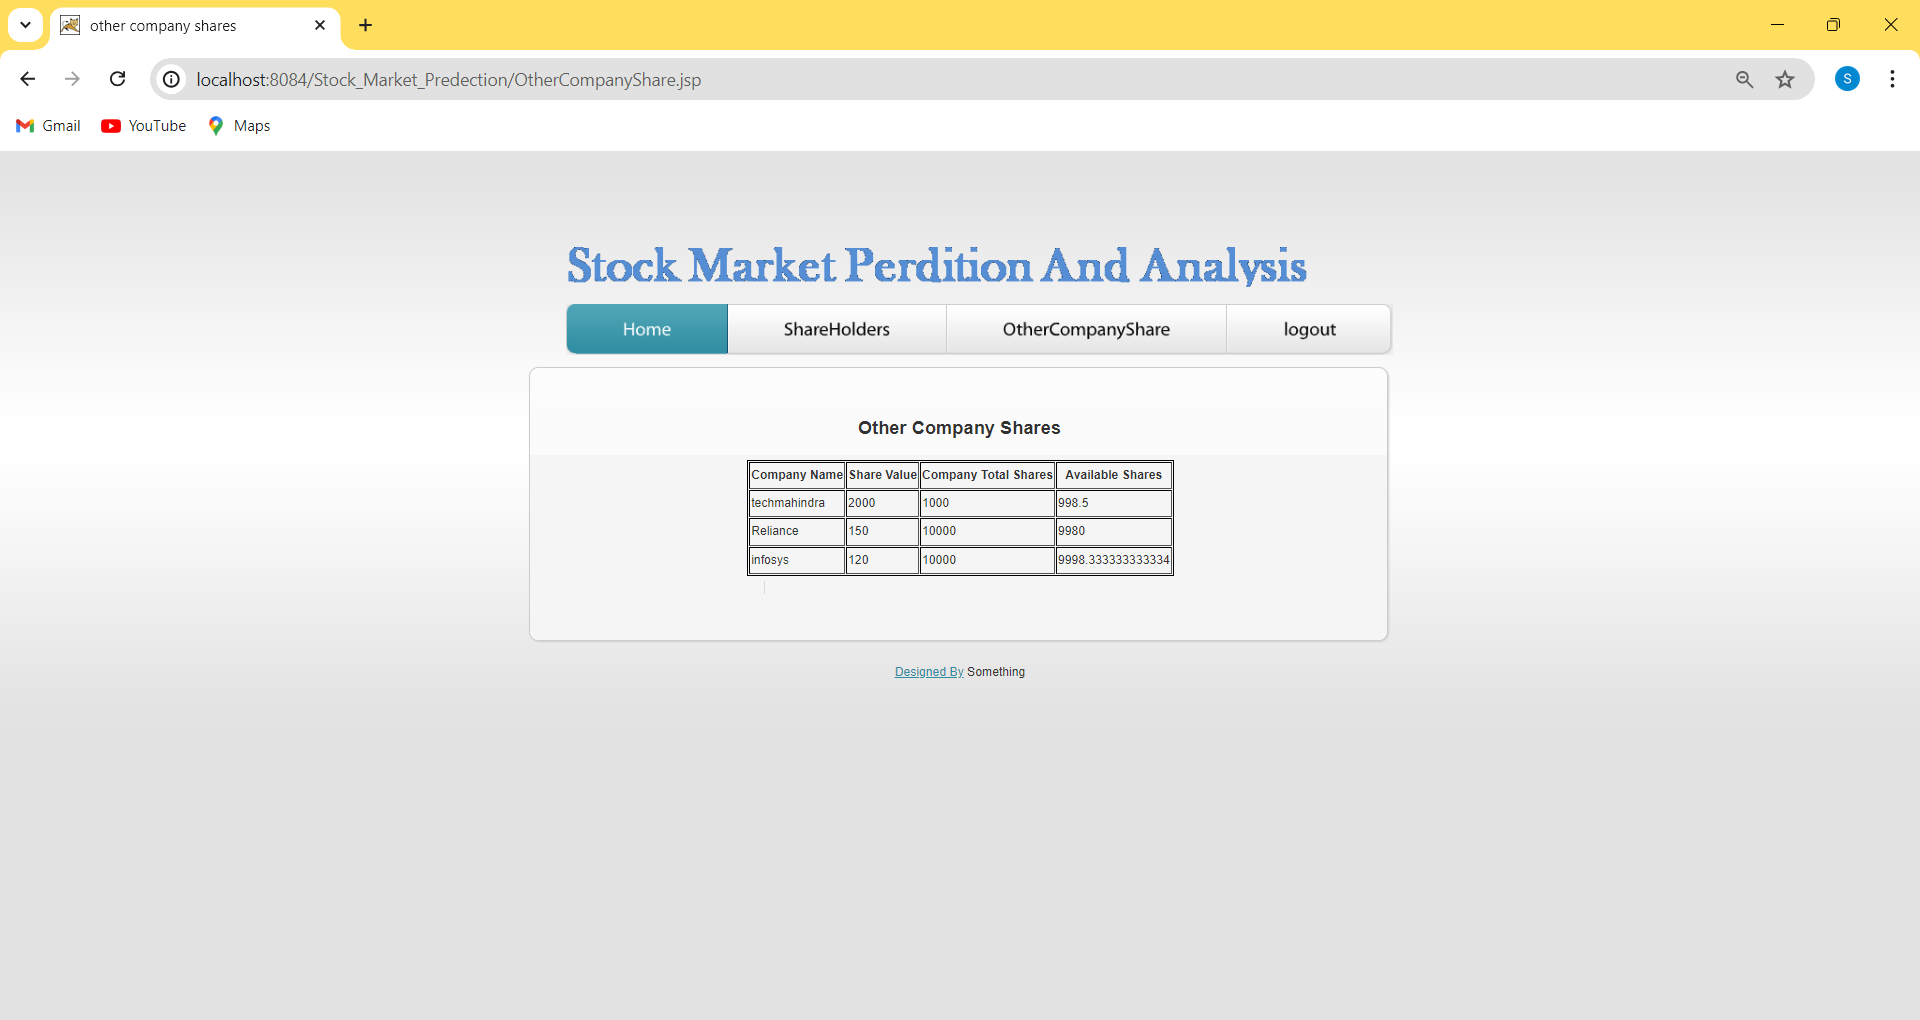 other company shares
localhost:8084/Stock_Market_Predection/OtherCompanyShare.jsp
S
Gmail YouTube Maps
Stock Market Perdition And Analysis
Home ShareHolders OtherCompanyShare logout
Other Company Shares
Company Name Share Value Company Total Shares Available Shares
techmahindra 2000 1000 998.5
Reliance 150 10000 9980
infosys 120 10000 9998.333333333334
Designed By Something